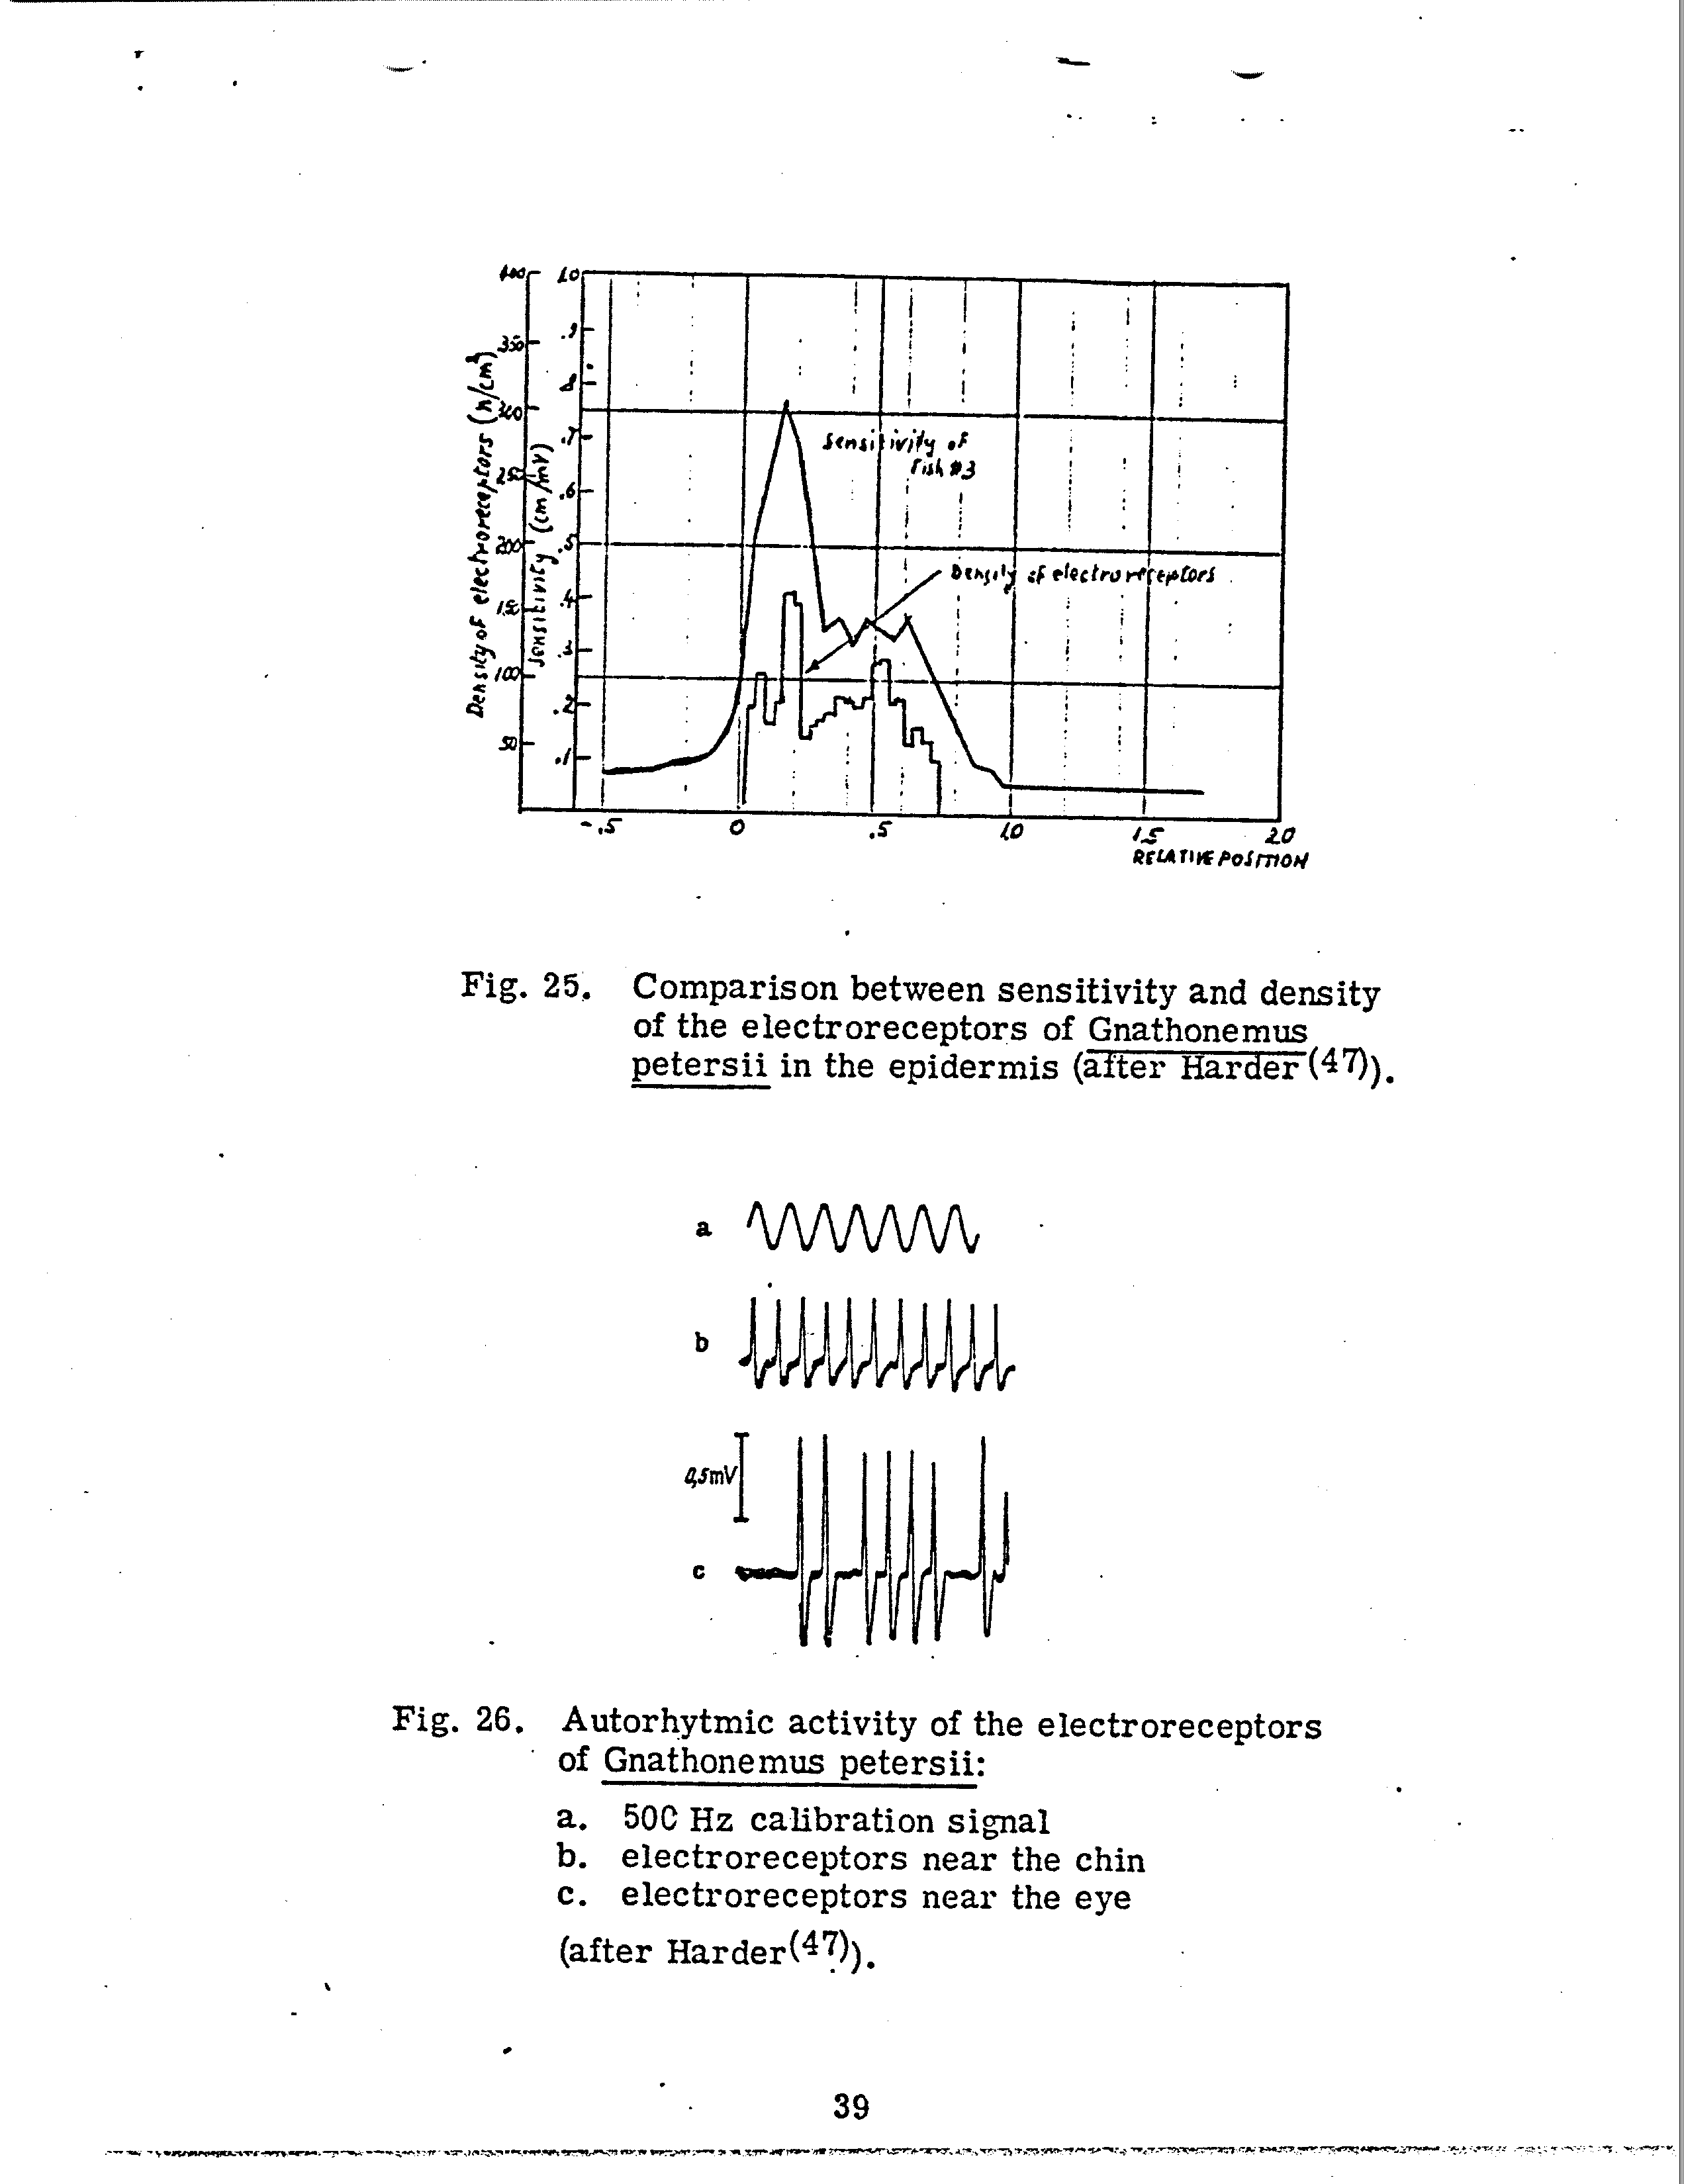 400
350
300
250
200
150
100
50
Density of electroreceptors (n/cm²)
1.0
.9
.8
.7
.6
.5
.4
.3
.2
.1
Sensitivity (cm/mV)
Sensitivity of
Fish #3
Density of electroreceptors
-.5 0 .5 1.0 1.5 2.0
RELATIVE POSITION
Fig. 25. Comparison between sensitivity and density
of the electroreceptors of Gnathonemus
petersii in the epidermis (after Harder(47)).
a
b
0,5mV
c
Fig. 26. Autorhytmic activity of the electroreceptors
of Gnathonemus petersii:
a. 500 Hz calibration signal
b. electroreceptors near the chin
c. electroreceptors near the eye
(after Harder(47)).
39